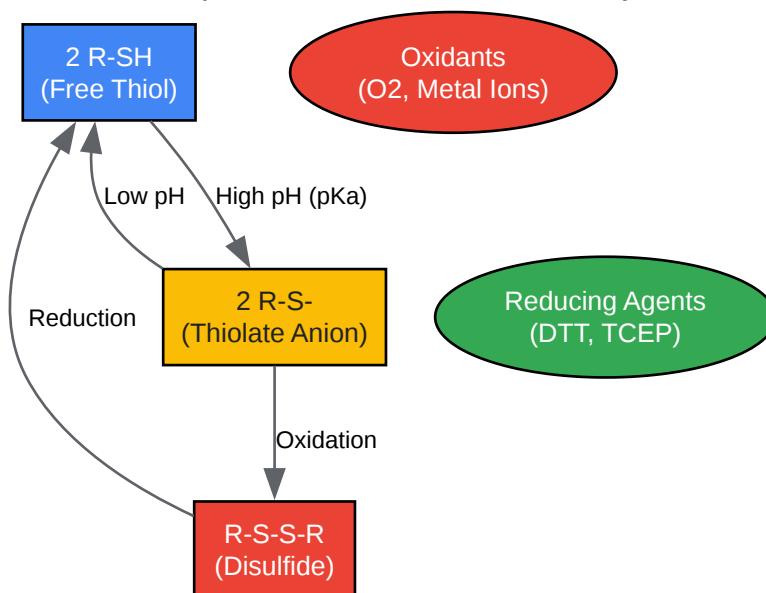 2 R-SH
(Free Thiol)
Oxidants
(O2, Metal Ions)
Low pH
High pH (pKa)
2 R-S-
(Thiolate Anion)
Reducing Agents
(DTT, TCEP)
Reduction
Oxidation
R-S-S-R
(Disulfide)